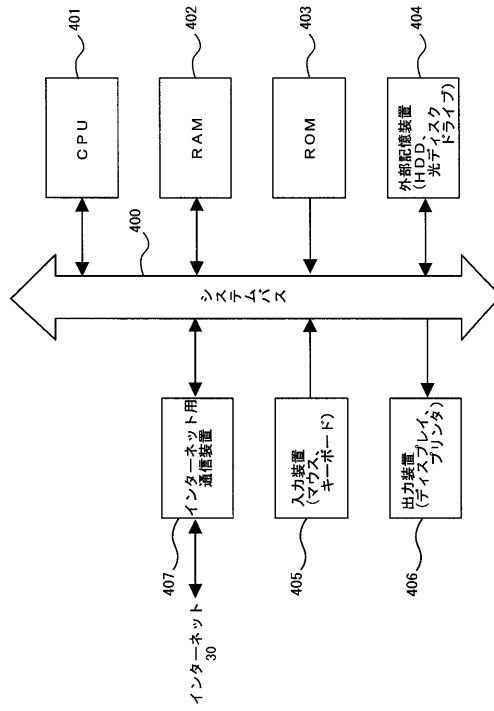 401
CPU
402
RAM
403
ROM
404
外部記憶装置
(HDD、
光ディスク
ドライブ)
400
システムバス
インターネット用
通信装置
407
入力装置
(マウス、
キーボード)
405
出力装置
(ディスプレイ、
プリンタ)
406
インターネット
30